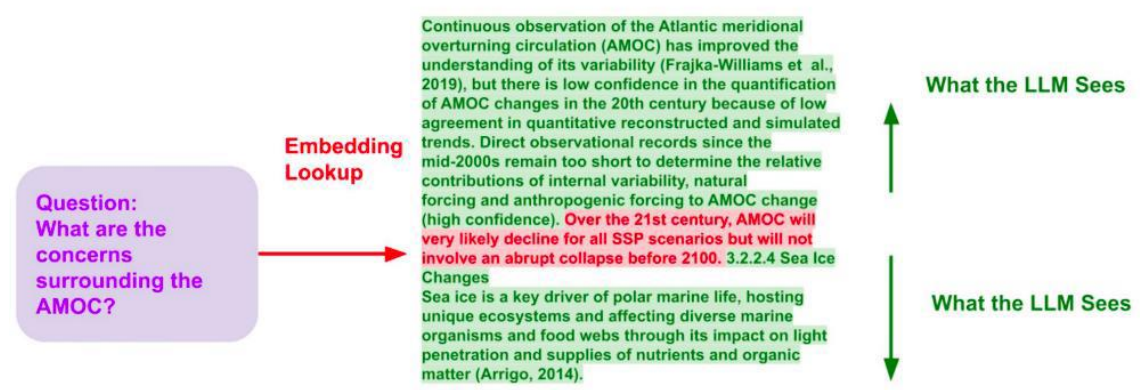 Question:
What are the
concerns
surrounding the
AMOC?
Embedding
Lookup
Continuous observation of the Atlantic meridional
overturning circulation (AMOC) has improved the
understanding of its variability (Frajka-Williams et al.,
2019), but there is low confidence in the quantification
of AMOC changes in the 20th century because of low
agreement in quantitative reconstructed and simulated
trends. Direct observational records since the
mid-2000s remain too short to determine the relative
contributions of internal variability, natural
forcing and anthropogenic forcing to AMOC change
(high confidence). Over the 21st century, AMOC will
very likely decline for all SSP scenarios but will not
involve an abrupt collapse before 2100. 3.2.2.4 Sea Ice
Changes
Sea ice is a key driver of polar marine life, hosting
unique ecosystems and affecting diverse marine
organisms and food webs through its impact on light
penetration and supplies of nutrients and organic
matter (Arrigo, 2014).
What the LLM Sees
What the LLM Sees